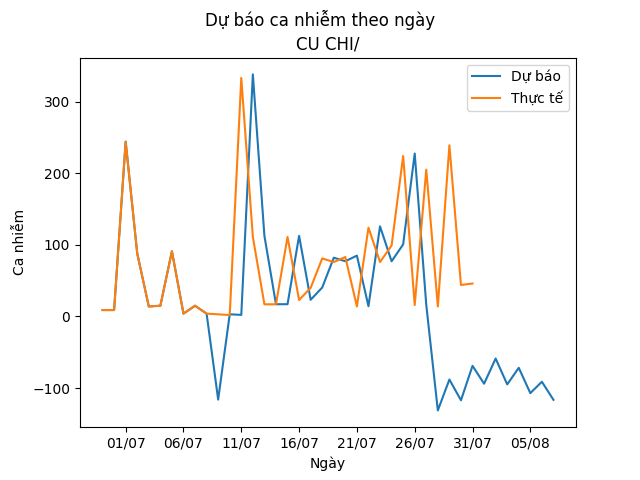 Dự báo ca nhiễm theo ngày
CU CHI/
Dự báo
Thực tế
300
200
100
0
−100
Ca nhiễm
01/07 06/07 11/07 16/07 21/07 26/07 31/07 05/08
Ngày